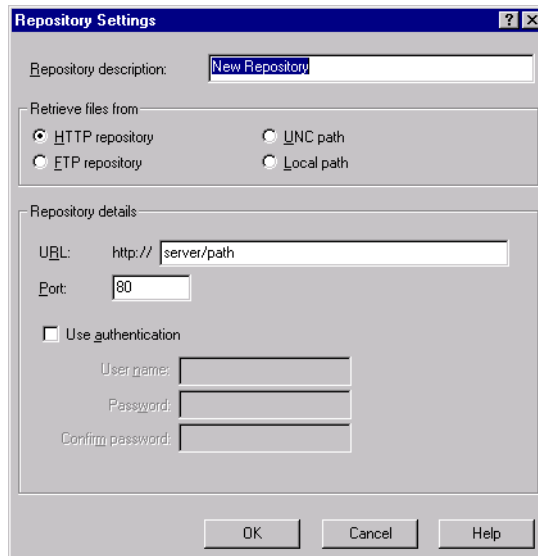 Repository Settings
Repository description: New Repository
Retrieve files from
HTTP repository UNC path
FTP repository Local path
Repository details
URL: http:// server/path
Port: 80
Use authentication
User name:
Password:
Confirm password:
OK Cancel Help